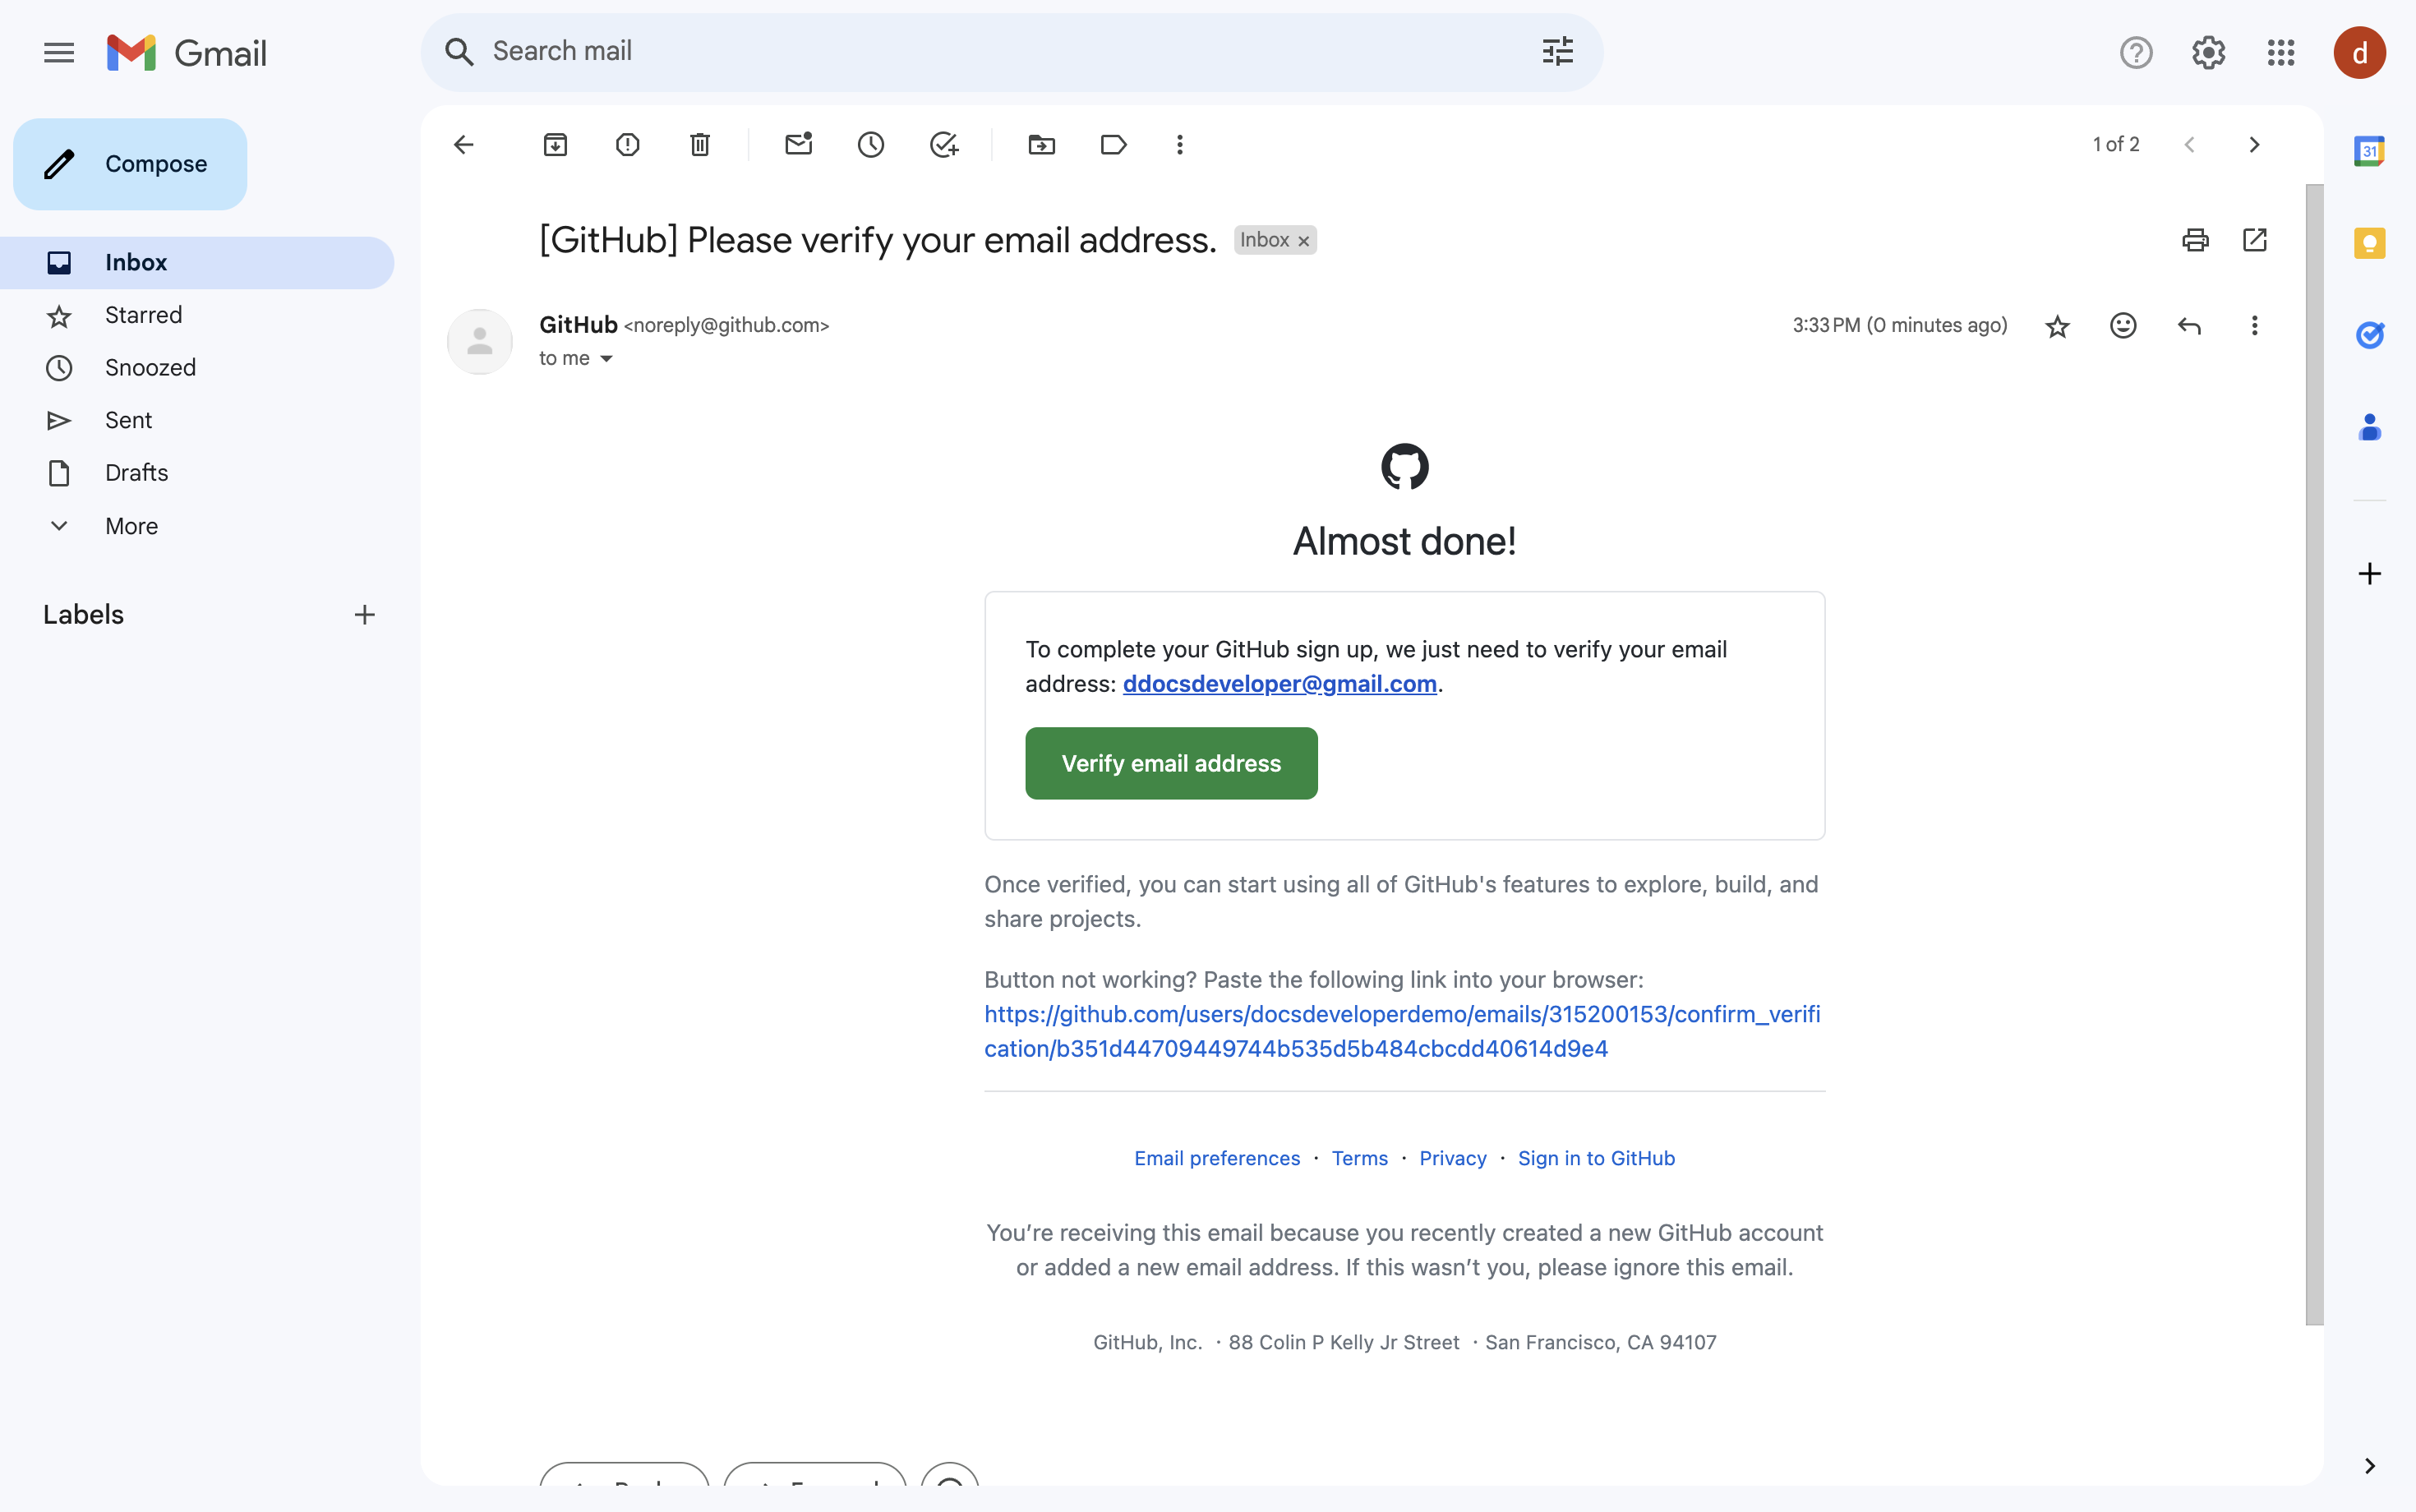 Gmail
Search mail
d
Compose
Inbox
Starred
Snoozed
Sent
Drafts
More
Labels
1 of 2
31
[GitHub] Please verify your email address.
Inbox ×
GitHub <noreply@github.com>
3:33 PM (0 minutes ago)
to me
Almost done!
To complete your GitHub sign up, we just need to verify your email
address: ddocsdeveloper@gmail.com.
Verify email address
Once verified, you can start using all of GitHub's features to explore, build, and
share projects.
Button not working? Paste the following link into your browser:
https://github.com/users/docsdeveloperdemo/emails/315200153/confirm_verifi
cation/b351d44709449744b535d5b484cbcdd40614d9e4
Email preferences · Terms · Privacy · Sign in to GitHub
You’re receiving this email because you recently created a new GitHub account
or added a new email address. If this wasn’t you, please ignore this email.
GitHub, Inc. · 88 Colin P Kelly Jr Street · San Francisco, CA 94107